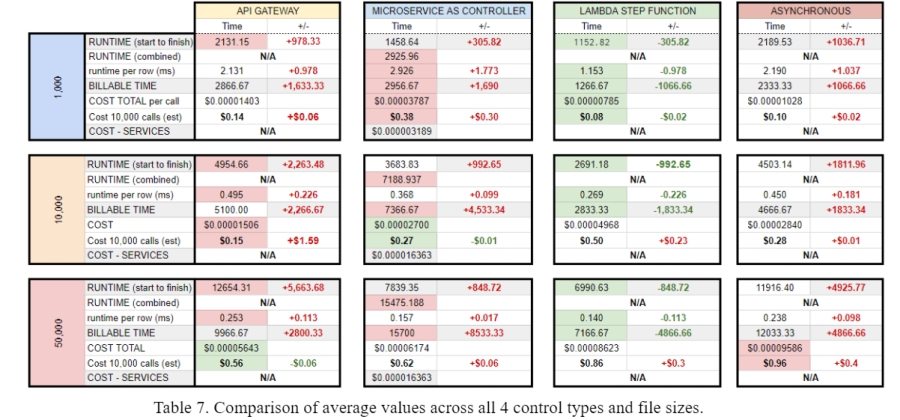 API GATEWAY MICROSERVICE AS CONTROLLER LAMBDA STEP FUNCTION ASYNCHRONOUS
Time +/- Time +/- Time +/- Time +/-
1,000
RUNTIME (start to finish) 2131.15 +978.33 1458.64 +305.82 1152.82 -305.82 2189.53 +1036.71
RUNTIME (combined) N/A 2925.96 N/A N/A
runtime per row (ms) 2.131 +0.978 2.926 +1.773 1.153 -0.978 2.190 +1.037
BILLABLE TIME 2866.67 +1,633.33 2956.67 +1,690 1266.67 -1066.66 2333.33 +1066.66
COST TOTAL per call $0.00001403 $0.00003787 $0.00000785 $0.00001028
Cost 10,000 calls (est) $0.14 +$0.06 $0.38 +$0.30 $0.08 -$0.02 $0.10 +$0.02
COST - SERVICES N/A $0.000003189 N/A N/A
10,000
RUNTIME (start to finish) 4954.66 +2,263.48 3683.83 +992.65 2691.18 -992.65 4503.14 +1811.96
RUNTIME (combined) N/A 7188.937 N/A N/A
runtime per row (ms) 0.495 +0.226 0.368 +0.099 0.269 -0.226 0.450 +0.181
BILLABLE TIME 5100.00 +2,266.67 7366.67 +4,533.34 2833.33 -1,833.34 4666.67 +1833.34
COST $0.00001506 $0.00002700 $0.00004968 $0.00002840
Cost 10,000 calls (est) $0.15 +$1.59 $0.27 -$0.01 $0.50 +$0.23 $0.28 +$0.01
COST - SERVICES N/A $0.000016363 N/A N/A
50,000
RUNTIME (start to finish) 12654.31 +5,663.68 7839.35 +848.72 6990.63 -848.72 11916.40 +4925.77
RUNTIME (combined) N/A 15475.188 N/A N/A
runtime per row (ms) 0.253 +0.113 0.157 +0.017 0.140 -0.113 0.238 +0.098
BILLABLE TIME 9966.67 +2800.33 15700 +8533.33 7166.67 -4866.66 12033.33 +4866.66
COST TOTAL $0.00005643 $0.00006174 $0.00008623 $0.00009586
Cost 10,000 calls (est) $0.56 -$0.06 $0.62 +$0.06 $0.86 +$0.3 $0.96 +$0.4
COST - SERVICES N/A $0.000016363 N/A N/A
Table 7. Comparison of average values across all 4 control types and file sizes.